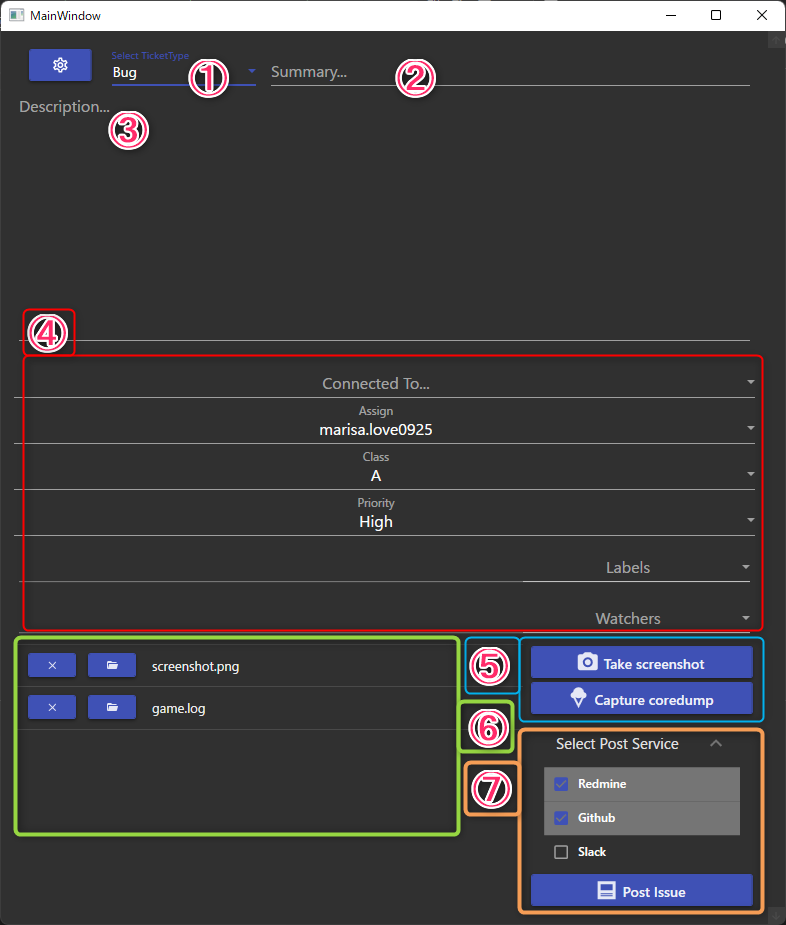 MainWindow
Select TicketType
Bug
①
Summary...
②
Description...
③
④
Connected To...
Assign
marisa.love0925
Class
A
Priority
High
Labels
Watchers
screenshot.png
⑤
Take screenshot
game.log
⑥
Capture coredump
Select Post Service
⑦
Redmine
Github
Slack
Post Issue